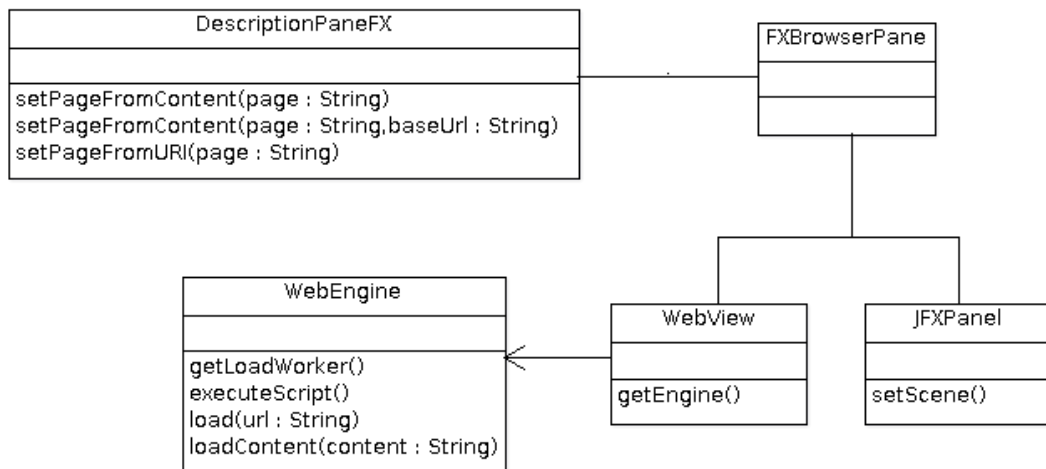 DescriptionPaneFX
setPageFromContent(page : String)
setPageFromContent(page : String,baseUrl : String)
setPageFromURI(page : String)
FXBrowserPane
WebEngine
getLoadWorker()
executeScript()
load(url : String)
loadContent(content : String)
WebView
getEngine()
JFXPanel
setScene()